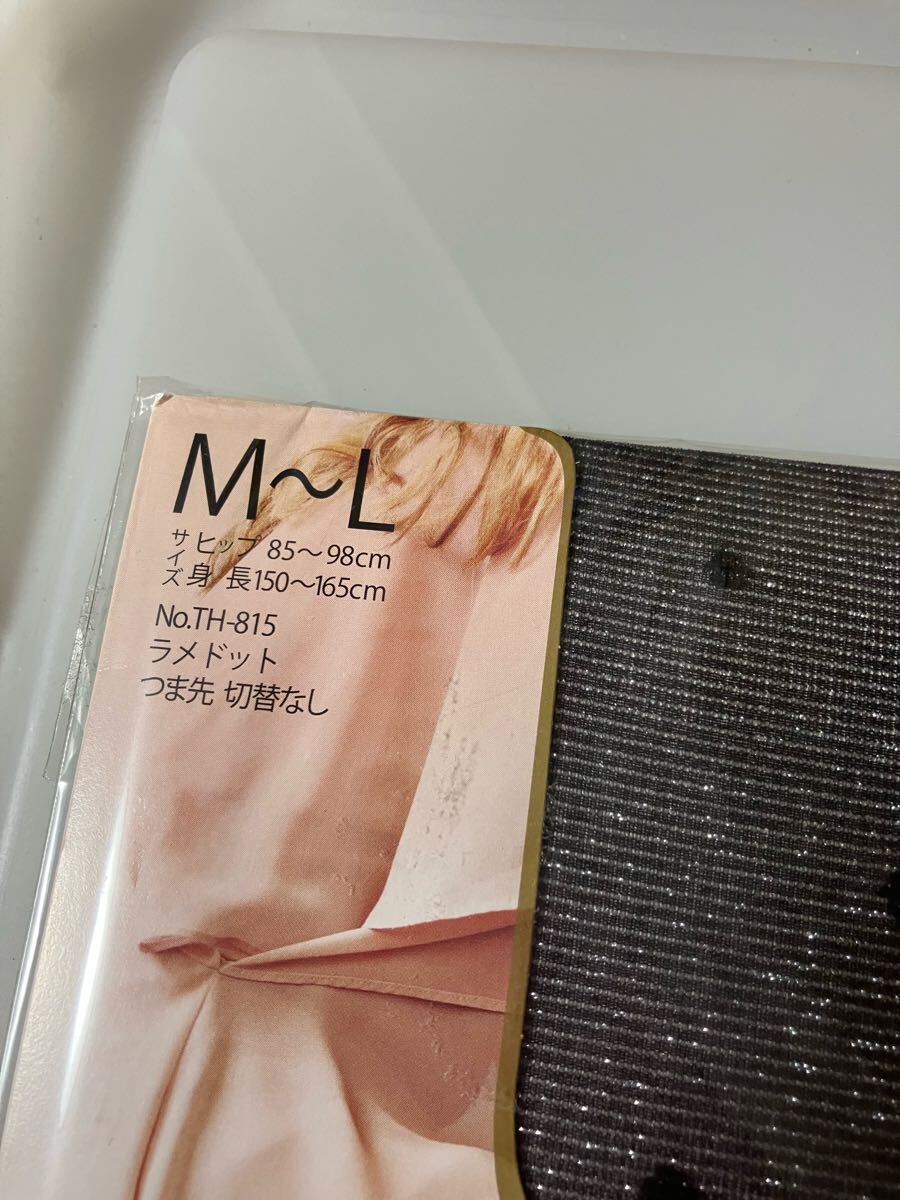 M〜L
サイズ ヒップ 85〜98cm
身長150〜165cm
No.TH-815
ラメドット
つま先 切替なし